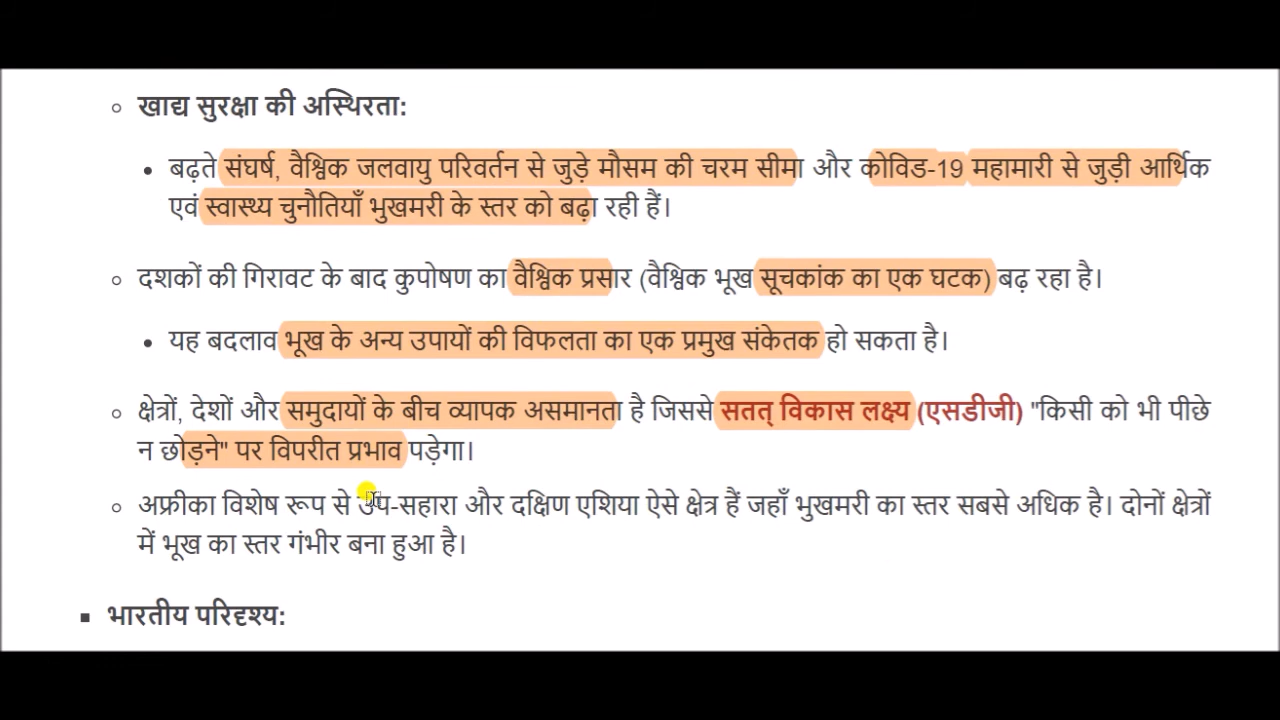 खाद्य सुरक्षा की अस्थिरता:
बढ़ते संघर्ष, वैश्विक जलवायु परिवर्तन से जुड़े मौसम की चरम सीमा और कोविड-19 महामारी से जुड़ी आर्थिक
एवं स्वास्थ्य चुनौतियाँ भुखमरी के स्तर को बढ़ा रही हैं।
दशकों की गिरावट के बाद कुपोषण का वैश्विक प्रसार (वैश्विक भूख सूचकांक का एक घटक) बढ़ रहा है।
यह बदलाव भूख के अन्य उपायों की विफलता का एक प्रमुख संकेतक हो सकता है।
क्षेत्रों, देशों और समुदायों के बीच व्यापक असमानता है जिससे सतत् विकास लक्ष्य (एसडीजी) "किसी को भी पीछे
न छोड़ने" पर विपरीत प्रभाव पड़ेगा।
अफ्रीका विशेष रूप से उप-सहारा और दक्षिण एशिया ऐसे क्षेत्र हैं जहाँ भुखमरी का स्तर सबसे अधिक है। दोनों क्षेत्रों
में भूख का स्तर गंभीर बना हुआ है।
भारतीय परिदृश्य: